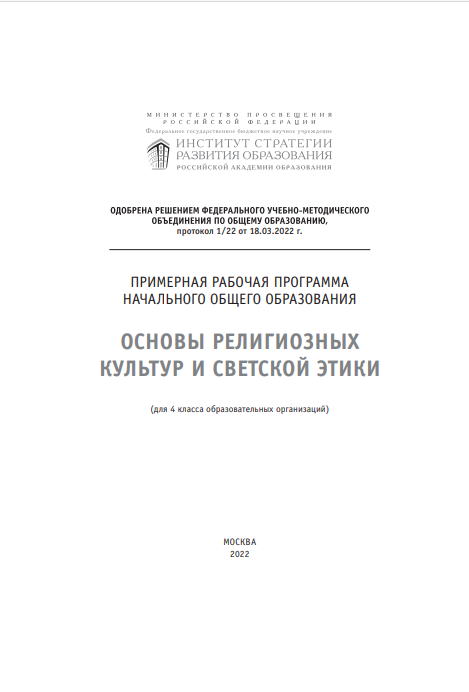 МИНИСТЕРСТВО ПРОСВЕЩЕНИЯ
РОССИЙСКОЙ ФЕДЕРАЦИИ
Федеральное государственное бюджетное научное учреждение
ИНСТИТУТ СТРАТЕГИИ
РАЗВИТИЯ ОБРАЗОВАНИЯ
РОССИЙСКОЙ АКАДЕМИИ ОБРАЗОВАНИЯ
ОДОБРЕНА РЕШЕНИЕМ ФЕДЕРАЛЬНОГО УЧЕБНО-МЕТОДИЧЕСКОГО
ОБЪЕДИНЕНИЯ ПО ОБЩЕМУ ОБРАЗОВАНИЮ,
протокол 1/22 от 18.03.2022 г.
ПРИМЕРНАЯ РАБОЧАЯ ПРОГРАММА
НАЧАЛЬНОГО ОБЩЕГО ОБРАЗОВАНИЯ
ОСНОВЫ РЕЛИГИОЗНЫХ
КУЛЬТУР И СВЕТСКОЙ ЭТИКИ
(для 4 класса образовательных организаций)
МОСКВА
2022